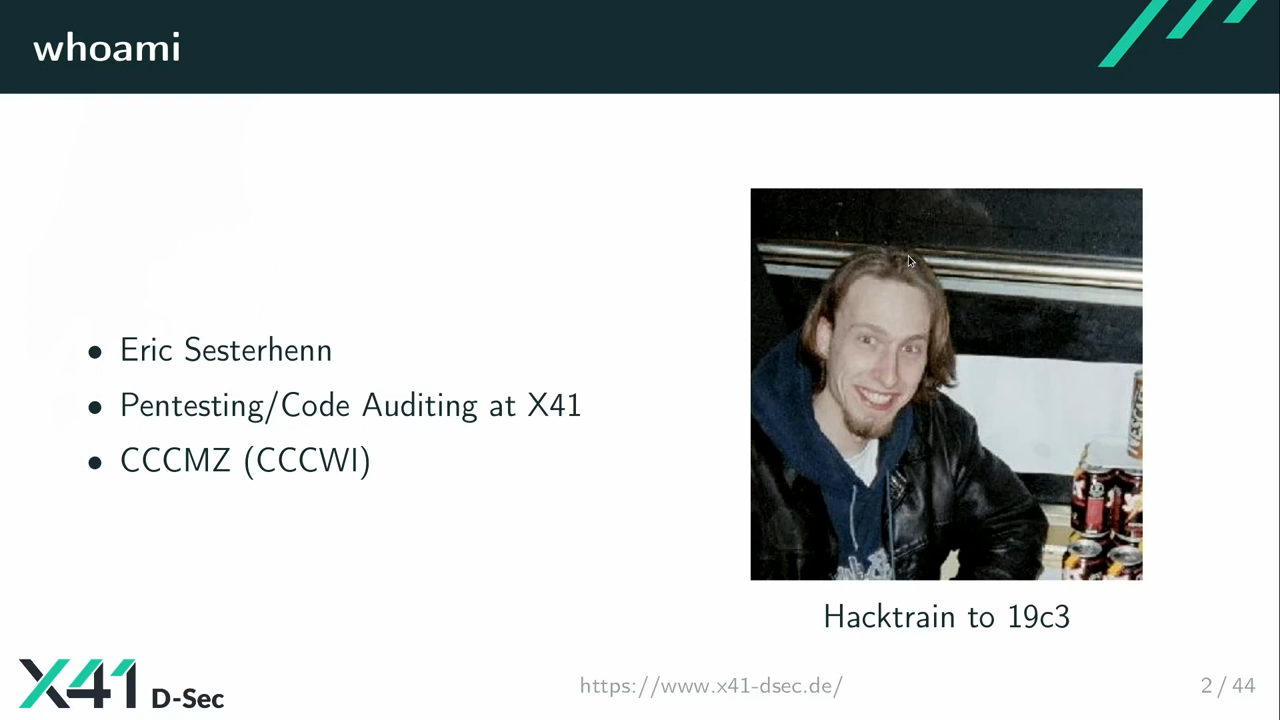 whoami
• Eric Sesterhenn
• Pentesting/Code Auditing at X41
• CCCMZ (CCCWI)
Hacktrain to 19c3
X41 D-Sec
https://www.x41-dsec.de/
2 / 44